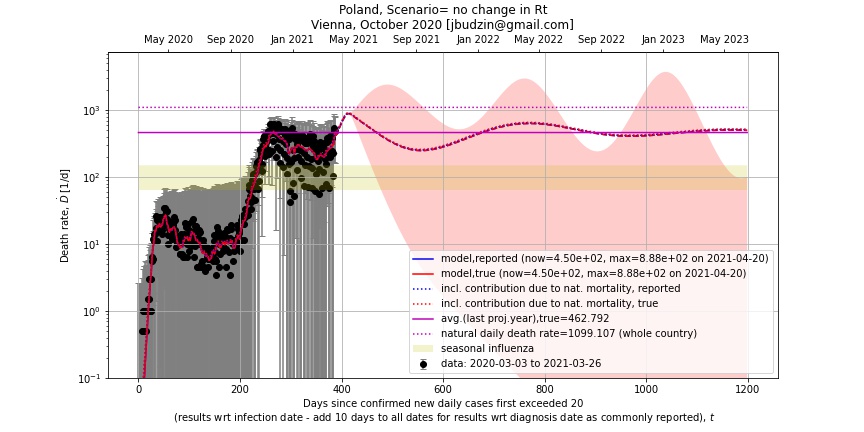 Poland, Scenario= no change in Rt
Vienna, October 2020 [jbudzin@gmail.com]
May 2020 Sep 2020 Jan 2021 May 2021 Sep 2021 Jan 2022 May 2022 Sep 2022 Jan 2023 May 2023
10³
10²
10¹
10⁰
10⁻¹
Death rate, D [1/d]
model,reported (now=4.50e+02, max=8.88e+02 on 2021-04-20)
model,true (now=4.50e+02, max=8.88e+02 on 2021-04-20)
incl. contribution due to nat. mortality, reported
incl. contribution due to nat. mortality, true
avg.(last proj.year),true=462.792
natural daily death rate=1099.107 (whole country)
seasonal influenza
data: 2020-03-03 to 2021-03-26
0 200 400 600 800 1000 1200
Days since confirmed new daily cases first exceeded 20
(results wrt infection date - add 10 days to all dates for results wrt diagnosis date as commonly reported), t